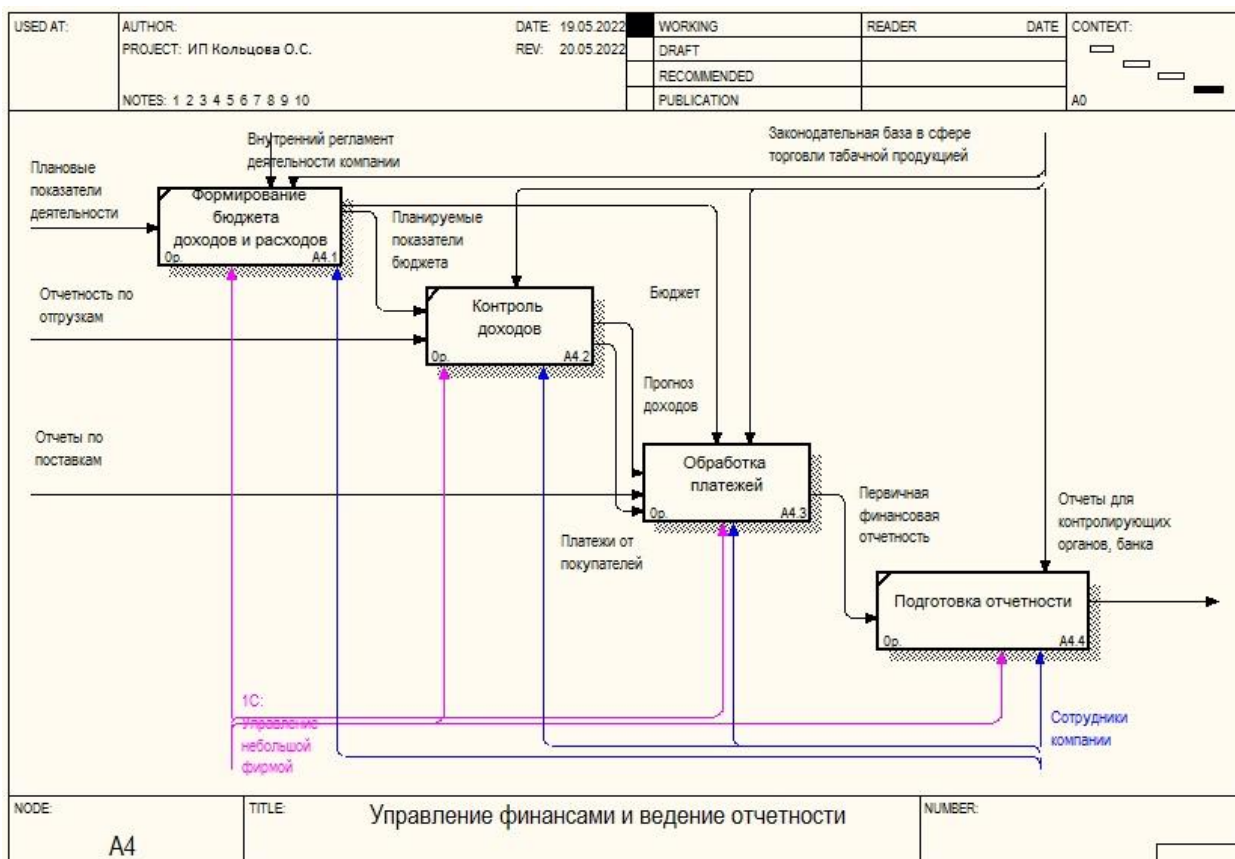 USED AT:
AUTHOR:
DATE: 19.05.2022
PROJECT: ИП Кольцова О.С.
REV: 20.05.2022
NOTES: 1 2 3 4 5 6 7 8 9 10
WORKING
DRAFT
RECOMMENDED
PUBLICATION
READER
DATE
CONTEXT:
A0
Внутренний регламент
деятельности компании
Законодательная база в сфере
торговли табачной продукцией
Плановые
показатели
деятельности
Формирование
бюджета
доходов и расходов
0р.
A4.1
Планируемые
показатели
бюджета
Отчетность по
отгрузкам
Контроль
доходов
0р.
A4.2
Бюджет
Прогноз
доходов
Отчеты по
поставкам
Обработка
платежей
0р.
A4.3
Платежи от
покупателей
Первичная
финансовая
отчетность
Отчеты для
контролирующих
органов, банка
Подготовка отчетности
0р.
A4.4
1С:
Управление
небольшой
фирмой
Сотрудники
компании
NODE:
A4
TITLE:
Управление финансами и ведение отчетности
NUMBER: